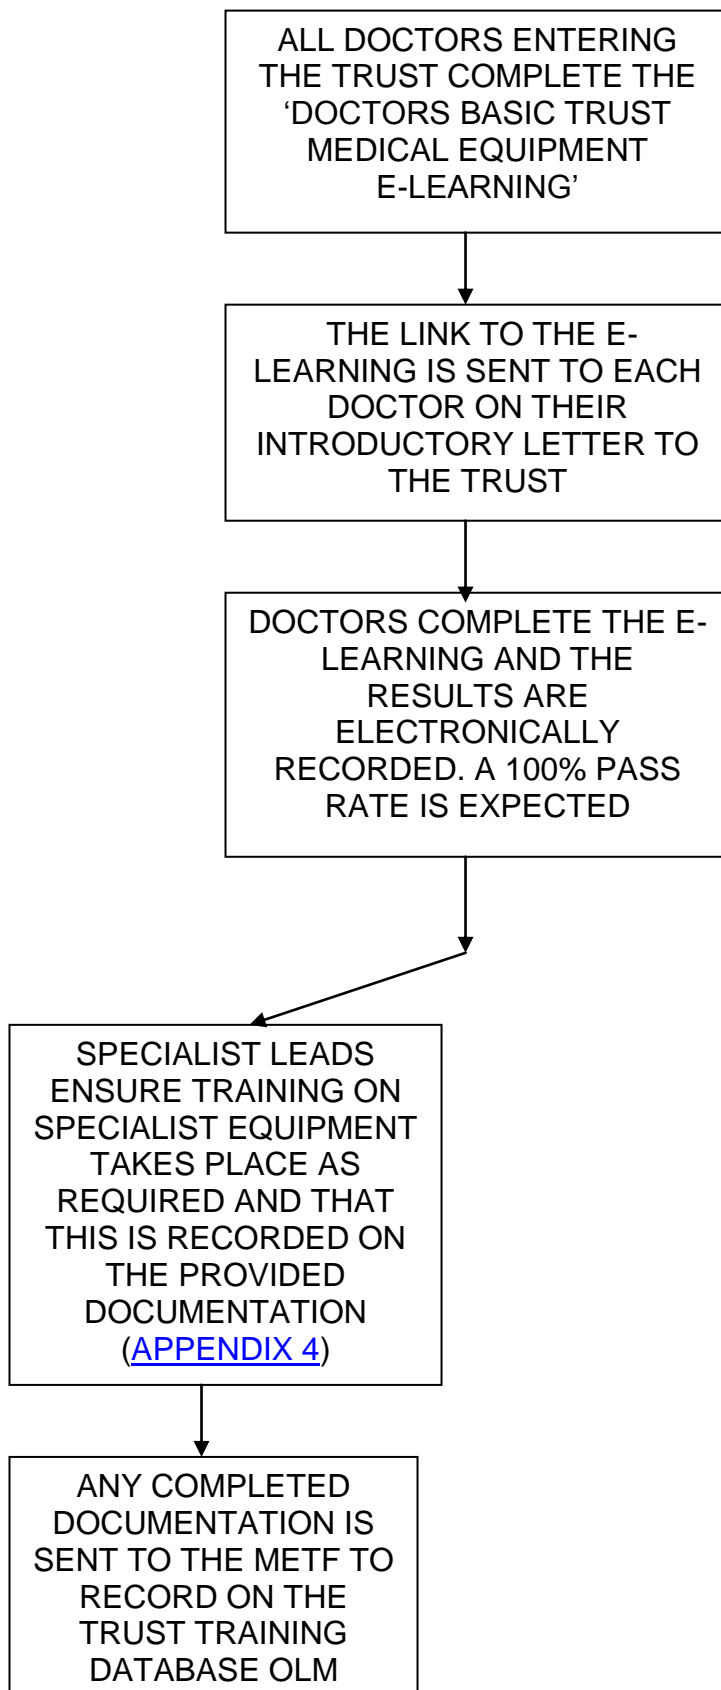 ALL DOCTORS ENTERING
THE TRUST COMPLETE THE
‘DOCTORS BASIC TRUST
MEDICAL EQUIPMENT
E-LEARNING’
THE LINK TO THE E-
LEARNING IS SENT TO EACH
DOCTOR ON THEIR
INTRODUCTORY LETTER TO
THE TRUST
DOCTORS COMPLETE THE E-
LEARNING AND THE
RESULTS ARE
ELECTRONICALLY
RECORDED. A 100% PASS
RATE IS EXPECTED
SPECIALIST LEADS
ENSURE TRAINING ON
SPECIALIST EQUIPMENT
TAKES PLACE AS
REQUIRED AND THAT
THIS IS RECORDED ON
THE PROVIDED
DOCUMENTATION
(APPENDIX 4)
ANY COMPLETED
DOCUMENTATION IS
SENT TO THE METF TO
RECORD ON THE
TRUST TRAINING
DATABASE OLM